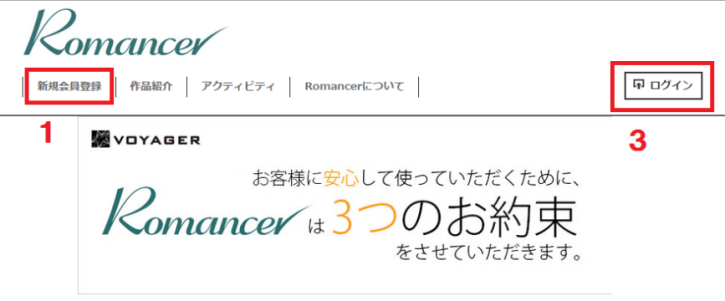 Romancer
新規会員登録 作品紹介 アクティビティ Romancerについて ログイン
1 3
VOYAGER
お客様に安心して使っていただくために、
Romancer は 3つのお約束
をさせていただきます。